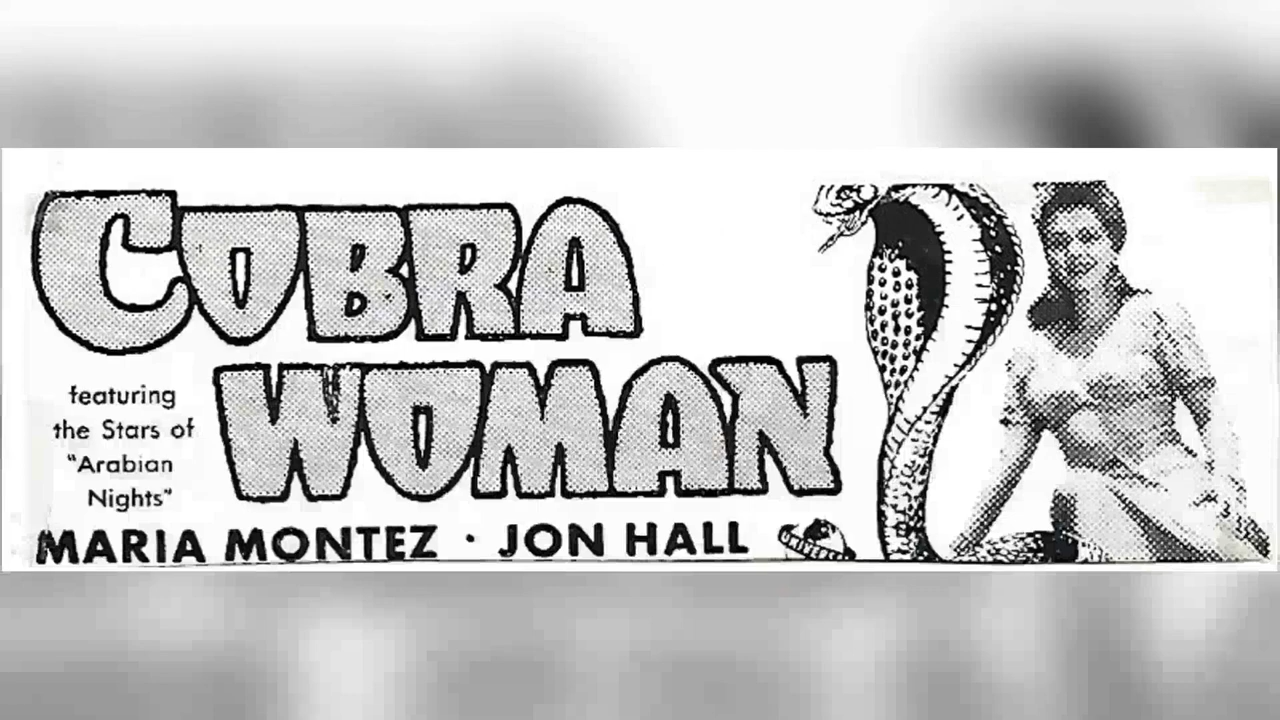 COBRA
WOMAN
featuring
the Stars of
"Arabian
Nights"
MARIA MONTEZ · JON HALL